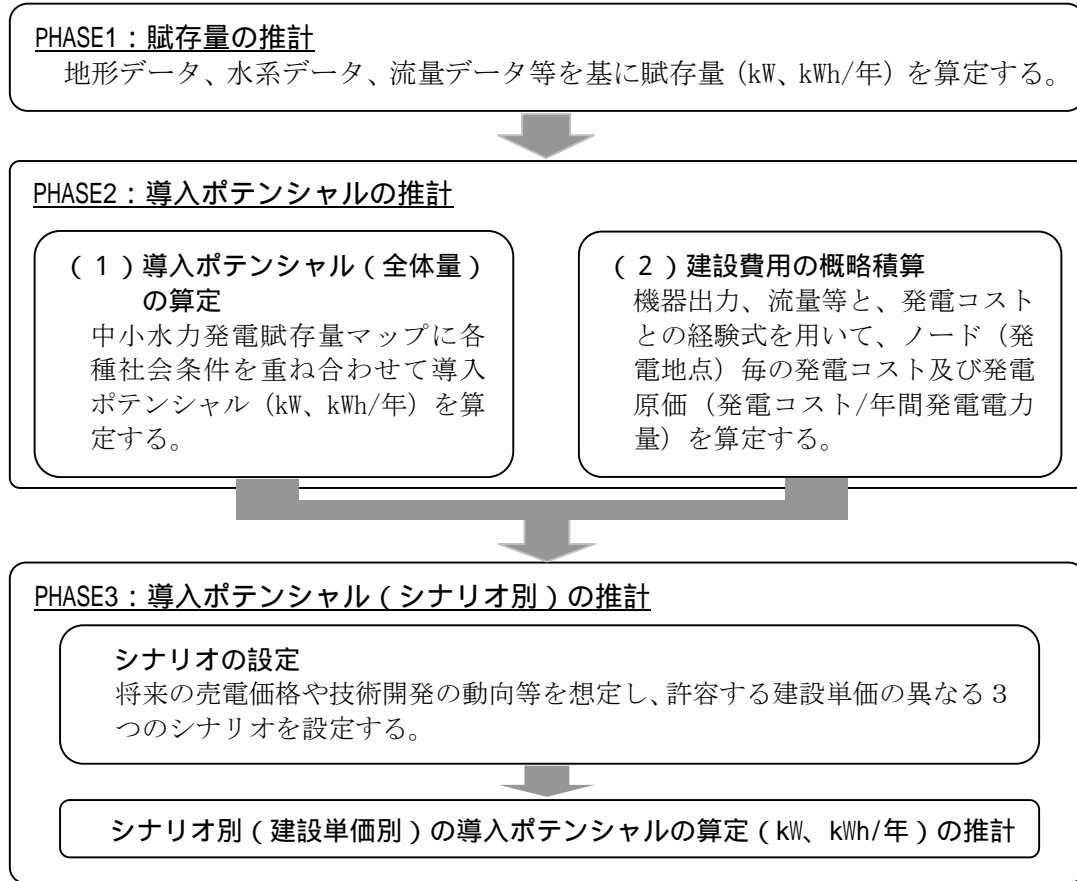 PHASE1：賦存量の推計
地形データ、水系データ、流量データ等を基に賦存量（kW、kWh/年）を算定する。
PHASE2：導入ポテンシャルの推計
（１）導入ポテンシャル（全体量）
の算定
中小水力発電賦存量マップに各
種社会条件を重ね合わせて導入
ポテンシャル（kW、kWh/年）を算
定する。
（２）建設費用の概略積算
機器出力、流量等と、発電コスト
との経験式を用いて、ノード（発
電地点）毎の発電コスト及び発電
原価（発電コスト/年間発電電力
量）を算定する。
PHASE3：導入ポテンシャル（シナリオ別）の推計
シナリオの設定
将来の売電価格や技術開発の動向等を想定し、許容する建設単価の異なる３
つのシナリオを設定する。
シナリオ別（建設単価別）の導入ポテンシャルの算定（kW、kWh/年）の推計